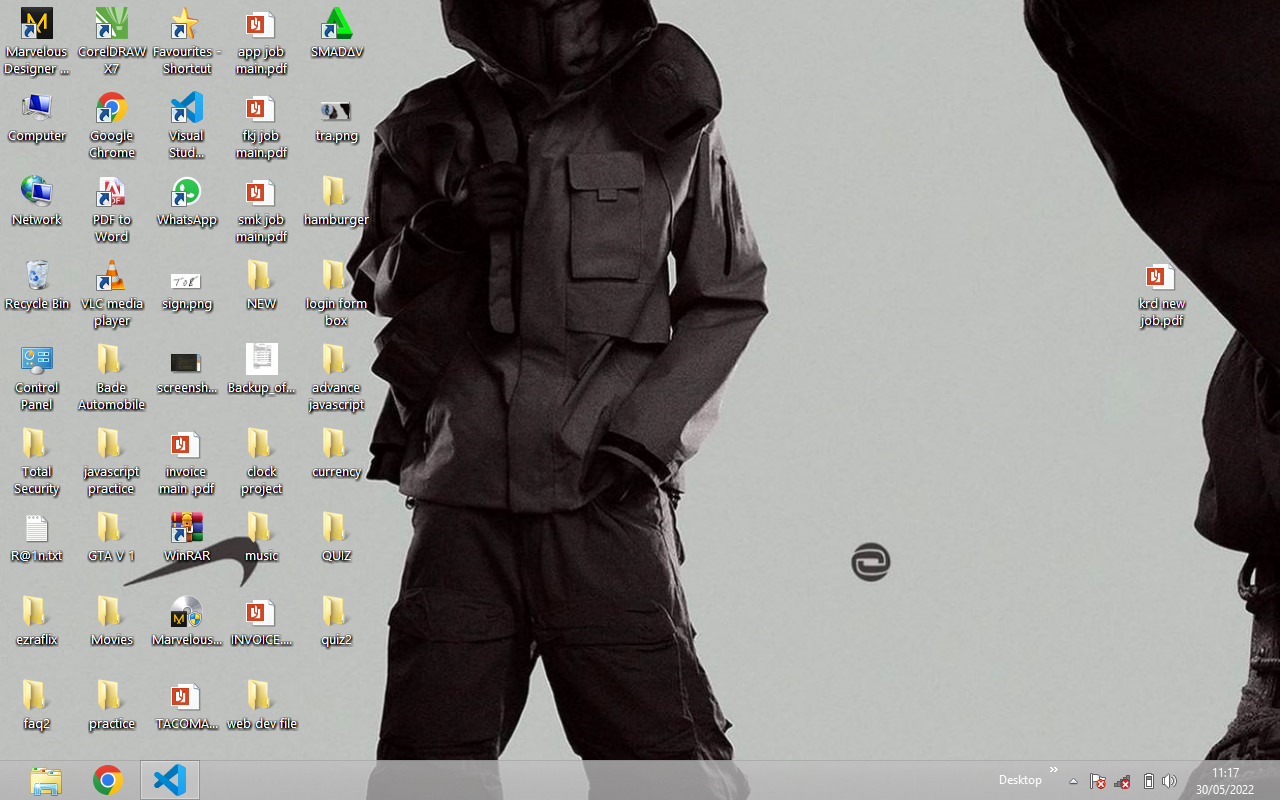 Marvelous
Designer ...
CorelDRAW
X7
Favourites -
Shortcut
app job
main.pdf
SMADΔV
Computer
Google
Chrome
Visual
Stud...
fkj job
main.pdf
tra.png
Network
PDF to
Word
WhatsApp
smk job
main.pdf
hamburger
Recycle Bin
VLC media
player
sign.png
NEW
login form
box
krd new
job.pdf
Control
Panel
Bade
Automobile
screensh...
Backup_of...
advance
javascript
Total
Security
javascript
practice
invoice
main .pdf
clock
project
currency
R@1n.txt
GTA V 1
WinRAR
music
QUIZ
ezraflix
Movies
Marvelous...
INVOICE....
quiz2
faq2
practice
TACOMA...
web dev file
Desktop
11:17
30/05/2022